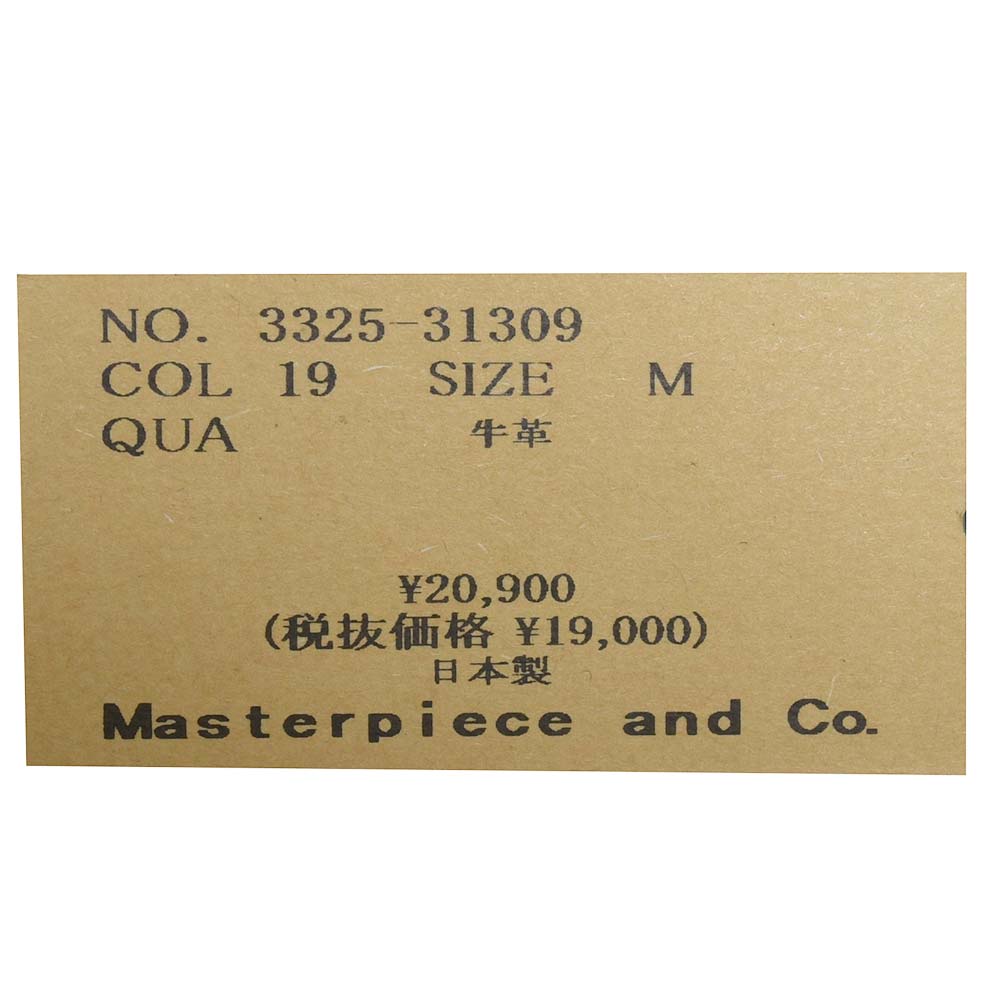 NO. 3325-31309
COL 19 SIZE M
QUA 牛革
¥20,900
(税抜価格 ¥19,000)
日本製
Masterpiece and Co.